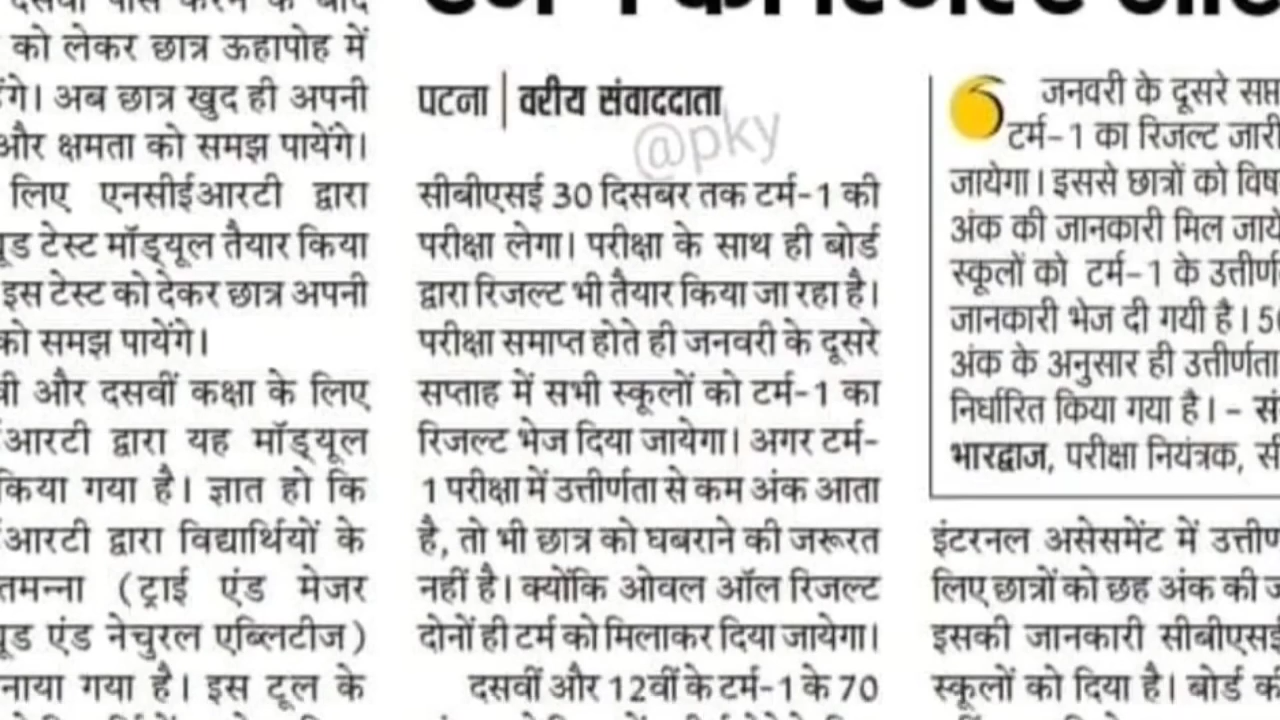 को लेकर छात्र ऊहापोह में
अब छात्र खुद ही अपनी
और क्षमता को समझ पायेंगे।
लिए एनसीईआरटी द्वारा
टेस्ट मॉड्यूल तैयार किया
इस टेस्ट को देकर छात्र अपनी
को समझ पायेंगे।
और दसवीं कक्षा के लिए
द्वारा यह मॉड्यूल
किया गया है। ज्ञात हो कि
द्वारा विद्यार्थियों के
तमन्ना (ट्राई एंड मेजर
एंड नेचुरल एब्लिटीज)
गया है। इस टूल के
पटना | वरीय संवाददाता
@pky
सीबीएसई 30 दिसबर तक टर्म-1 की
परीक्षा लेगा। परीक्षा के साथ ही बोर्ड
द्वारा रिजल्ट भी तैयार किया जा रहा है।
परीक्षा समाप्त होते ही जनवरी के दूसरे
सप्ताह में सभी स्कूलों को टर्म-1 का
रिजल्ट भेज दिया जायेगा। अगर टर्म-
1 परीक्षा में उत्तीर्णता से कम अंक आता
है, तो भी छात्र को घबराने की जरूरत
नहीं है। क्योंकि ओवल ऑल रिजल्ट
दोनों ही टर्म को मिलाकर दिया जायेगा।
दसवीं और 12वीं के टर्म-1 के 70
जनवरी के दूसरे
टर्म-1 का रिजल्ट जारी
जायेगा। इससे छात्रों को
अंक की जानकारी मिल
स्कूलों को टर्म-1 के
जानकारी भेज दी गयी है।
अंक के अनुसार ही उत्तीर्णता
निर्धारित किया गया है। -
भारद्वाज, परीक्षा नियंत्रक,
इंटरनल असेसमेंट में
लिए छात्रों को छह अंक की
इसकी जानकारी सीबीएसई
स्कूलों को दिया है। बोर्ड